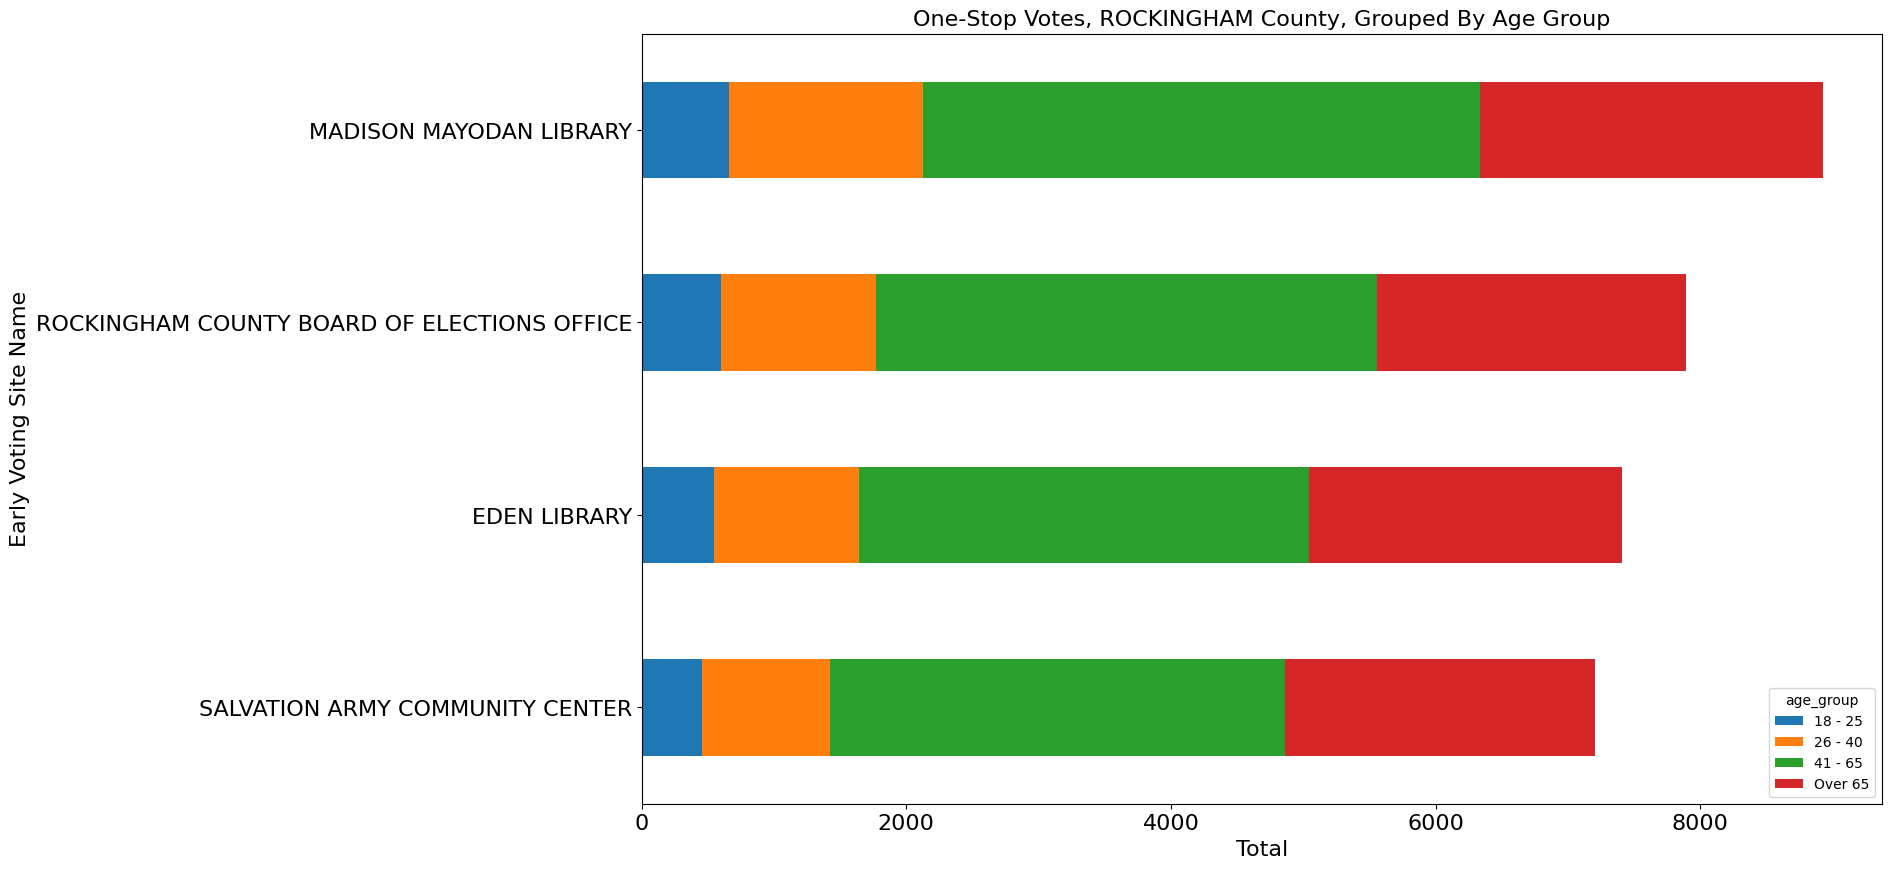 One-Stop Votes, ROCKINGHAM County, Grouped By Age Group
Early Voting Site Name
MADISON MAYODAN LIBRARY
ROCKINGHAM COUNTY BOARD OF ELECTIONS OFFICE
EDEN LIBRARY
SALVATION ARMY COMMUNITY CENTER
age_group
18 - 25
26 - 40
41 - 65
Over 65
0 2000 4000 6000 8000
Total